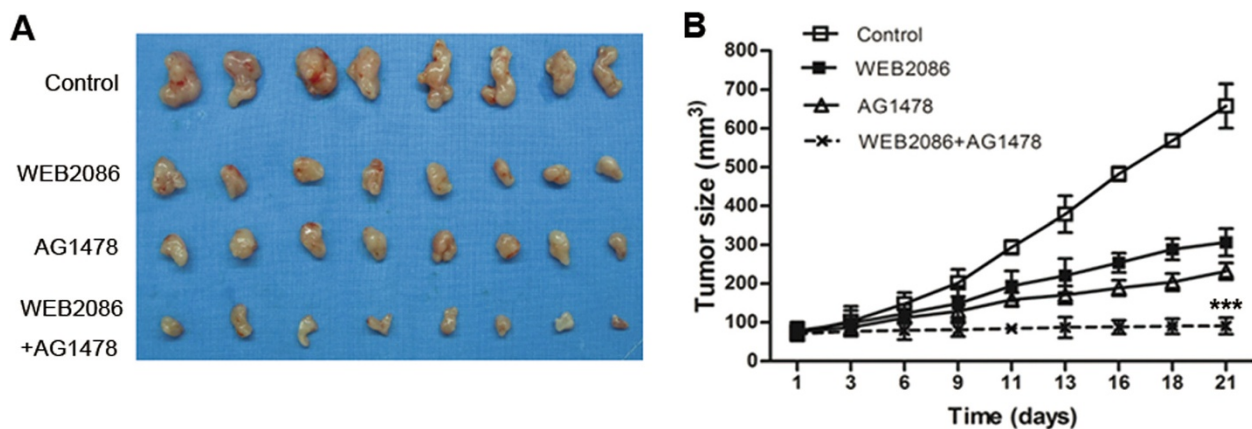 A
Control
WEB2086
AG1478
WEB2086
+AG1478
B
Control
WEB2086
AG1478
WEB2086+AG1478
Tumor size (mm³)
800
700
600
500
400
300
200
100
0
***
1 3 6 9 11 13 16 18 21
Time (days)